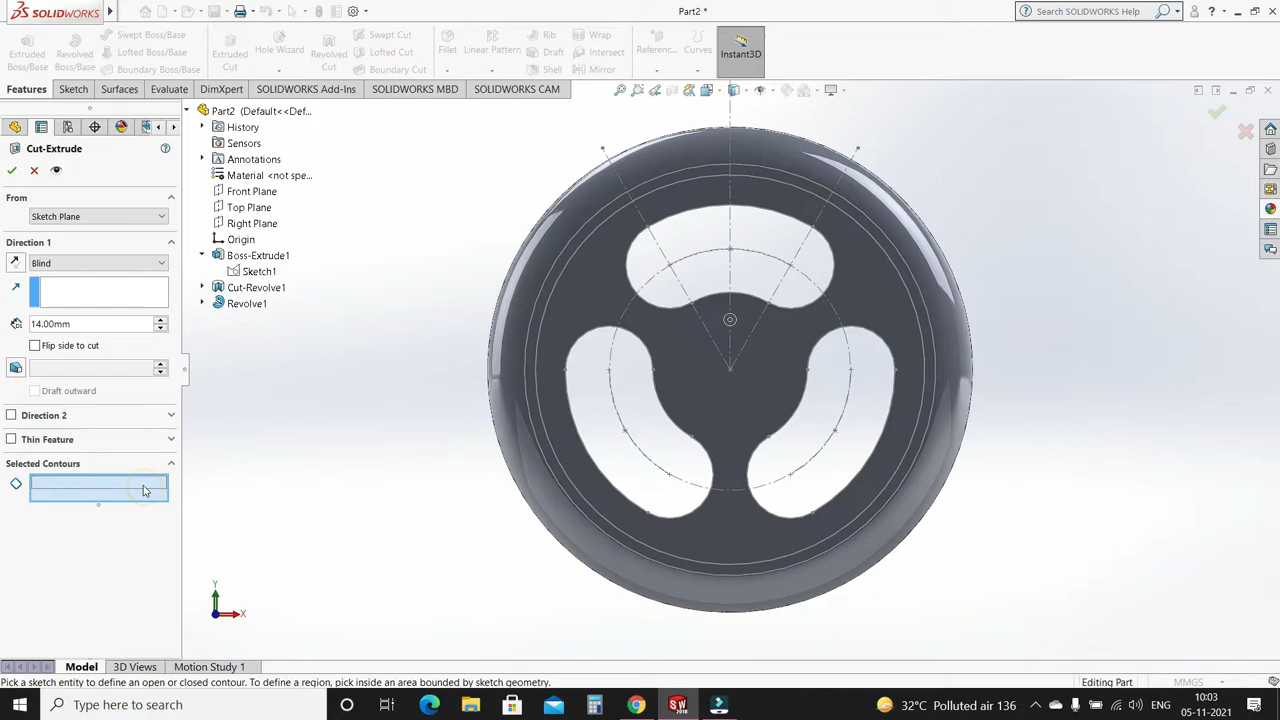 SOLIDWORKS
Part2 *
Search SOLIDWORKS Help
Extruded Boss/Base
Revolved Boss/Base
Swept Boss/Base
Lofted Boss/Base
Boundary Boss/Base
Extruded Cut
Hole Wizard
Revolved Cut
Swept Cut
Lofted Cut
Boundary Cut
Fillet
Linear Pattern
Rib
Draft
Shell
Wrap
Intersect
Mirror
Referenc...
Curves
Instant3D
Features
Sketch
Surfaces
Evaluate
DimXpert
SOLIDWORKS Add-Ins
SOLIDWORKS MBD
SOLIDWORKS CAM
Cut-Extrude
From
Sketch Plane
Direction 1
Blind
14.00mm
Flip side to cut
Draft outward
Direction 2
Thin Feature
Selected Contours
Part2 (Default<<Def...
History
Sensors
Annotations
Material <not spe...
Front Plane
Top Plane
Right Plane
Origin
Boss-Extrude1
Sketch1
Cut-Revolve1
Revolve1
Y
X
Model
3D Views
Motion Study 1
Pick a sketch entity to define an open or closed contour. To define a region, pick inside an area bounded by sketch geometry.
Editing Part
MMGS
Type here to search
SW
2018
32°C Polluted air 136
ENG
10:03
05-11-2021